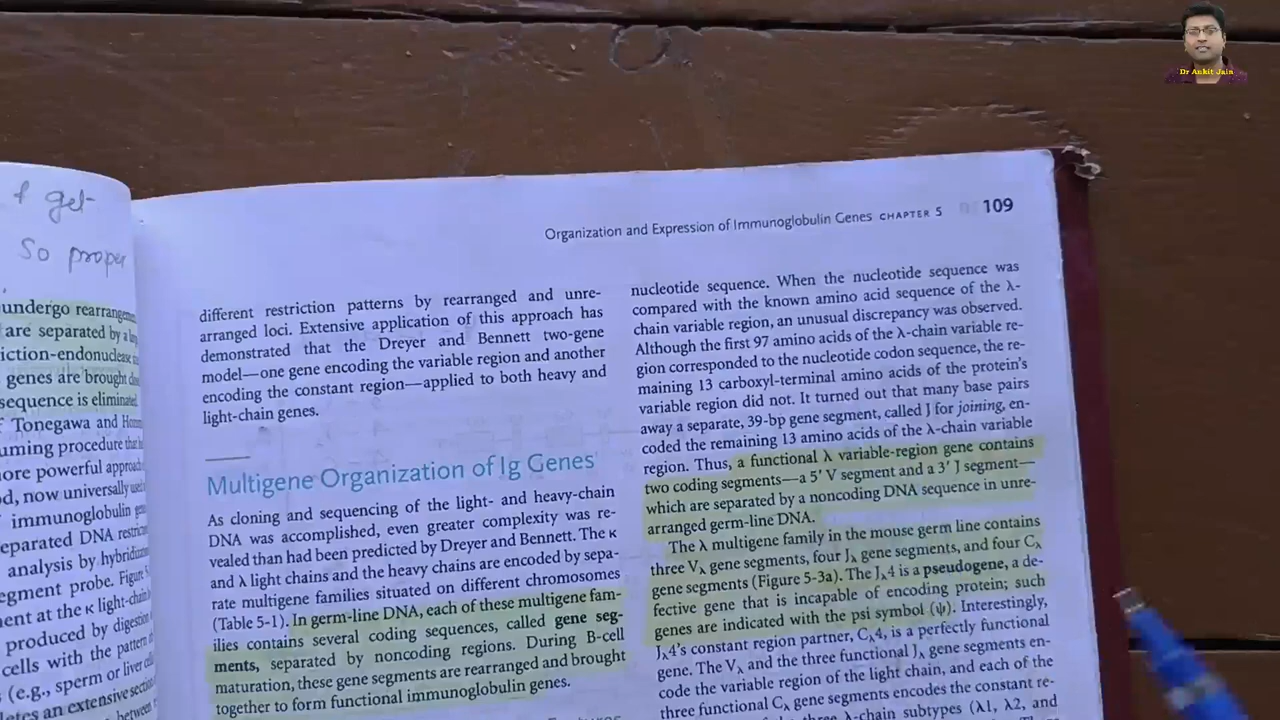 Dr Ankit Jain
get-
So proper
undergo
are separated by a
genes are brought
sequence is eliminated
Tonegawa and
uming procedure
ore powerful
d, now universally
immunoglobulin
eparated DNA
analysis by
egment probe. Figure
ent at the κ
produced by
cells with the pattern
(e.g., sperm or liver
an extensive
Organization and Expression of Immunoglobulin Genes CHAPTER 5 109
different restriction patterns by rearranged and unre-
arranged loci. Extensive application of this approach has
demonstrated that the Dreyer and Bennett two-gene
model—one gene encoding the variable region and another
encoding the constant region—applied to both heavy and
light-chain genes.
Multigene Organization of Ig Genes
As cloning and sequencing of the light- and heavy-chain
DNA was accomplished, even greater complexity was re-
vealed than had been predicted by Dreyer and Bennett. The κ
and λ light chains and the heavy chains are encoded by sepa-
rate multigene families situated on different chromosomes
(Table 5-1). In germ-line DNA, each of these multigene fam-
ilies contains several coding sequences, called gene seg-
ments, separated by noncoding regions. During B-cell
maturation, these gene segments are rearranged and brought
together to form functional immunoglobulin genes.
nucleotide sequence. When the nucleotide sequence was
compared with the known amino acid sequence of the λ-
chain variable region, an unusual discrepancy was observed.
Although the first 97 amino acids of the λ-chain variable re-
gion corresponded to the nucleotide codon sequence, the re-
maining 13 carboxyl-terminal amino acids of the protein's
variable region did not. It turned out that many base pairs
away a separate, 39-bp gene segment, called J for joining, en-
coded the remaining 13 amino acids of the λ-chain variable
region. Thus, a functional λ variable-region gene contains
two coding segments—a 5′ V segment and a 3′ J segment—
which are separated by a noncoding DNA sequence in unre-
arranged germ-line DNA.
The λ multigene family in the mouse germ line contains
three Vλ gene segments, four Jλ gene segments, and four Cλ
gene segments (Figure 5-3a). The Jλ4 is a pseudogene, a de-
fective gene that is incapable of encoding protein; such
genes are indicated with the psi symbol (ψ). Interestingly,
Jλ4's constant region partner, Cλ4, is a perfectly functional
gene. The Vλ and the three functional Jλ gene segments en-
code the variable region of the light chain, and each of the
three functional Cλ gene segments encodes the constant re-
three λ-chain subtypes (λ1, λ2, and